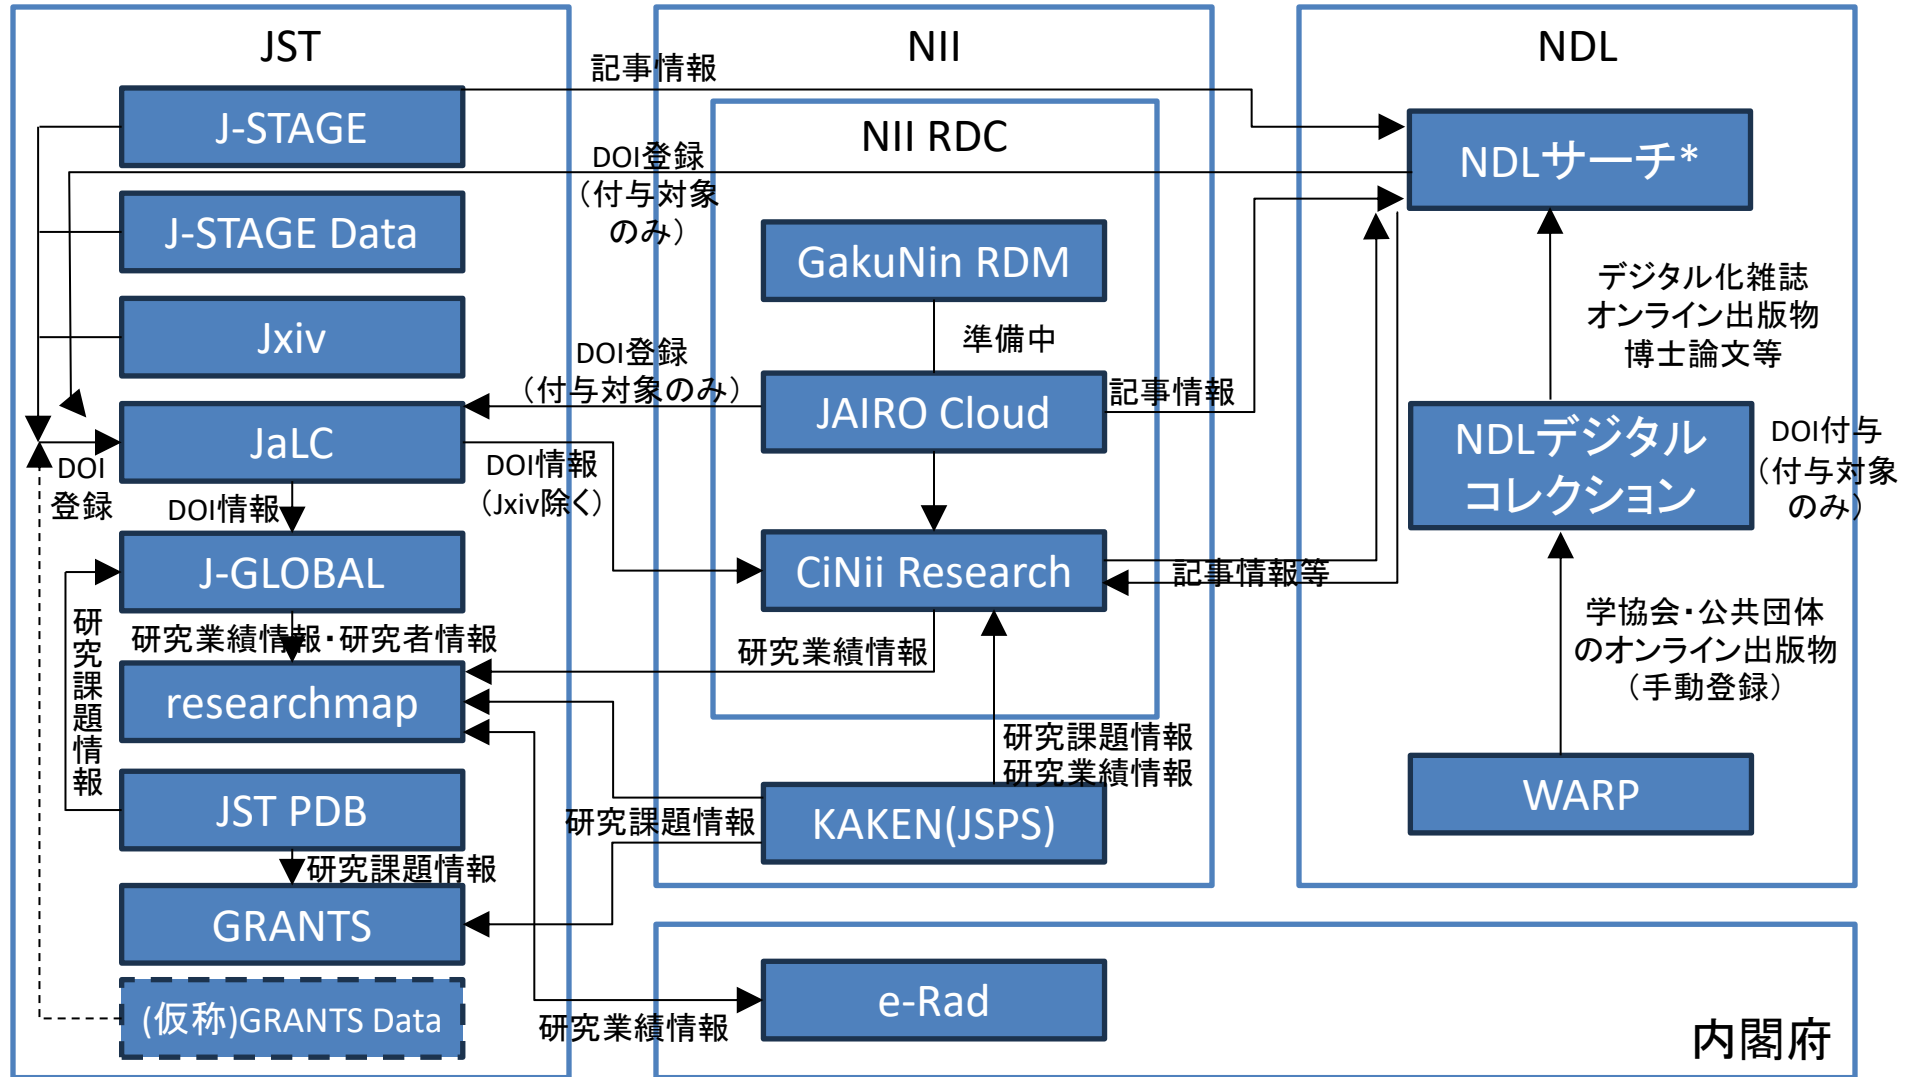 JST
J-STAGE
J-STAGE Data
Jxiv
JaLC
DOI
登録
DOI情報
J-GLOBAL
研究課題情報
研究業績情報・研究者情報
researchmap
JST PDB
研究課題情報
GRANTS
(仮称)GRANTS Data
記事情報
DOI登録
（付与対象
のみ）
DOI登録
（付与対象のみ）
DOI情報
（Jxiv除く）
NII
NII RDC
GakuNin RDM
準備中
JAIRO Cloud
記事情報
CiNii Research
記事情報等
研究業績情報
研究課題情報
研究業績情報
KAKEN(JSPS)
研究課題情報
研究業績情報
e-Rad
内閣府
NDL
NDLサーチ*
デジタル化雑誌
オンライン出版物
博士論文等
NDLデジタル
コレクション
DOI付与
（付与対象
のみ）
学協会・公共団体
のオンライン出版物
（手動登録）
WARP